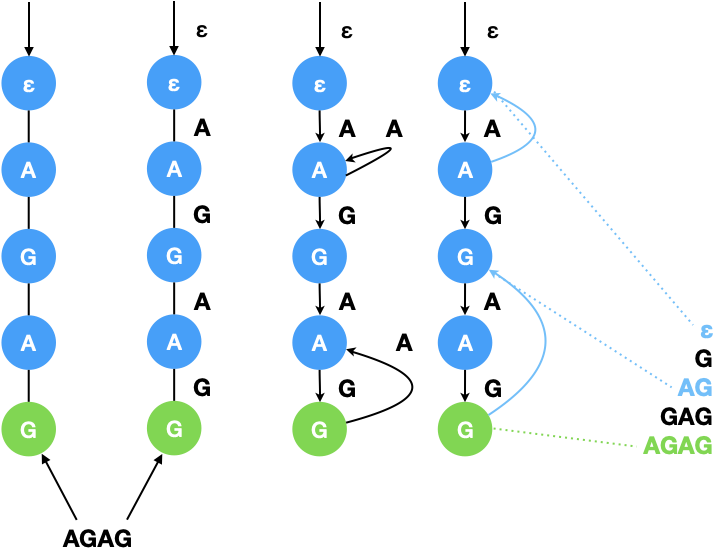 ε ε ε
ε ε ε ε
A A A A
A A A A
G G G
G G G G
A A A
ε
A A A A
A
G
G G G
AG
GAG
G G G G
AGAG
AGAG